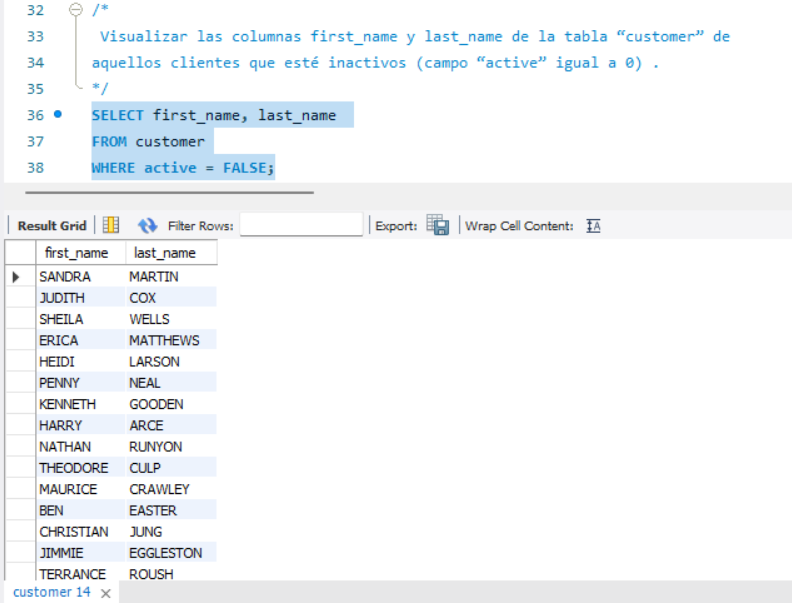 32 /*
33 Visualizar las columnas first_name y last_name de la tabla “customer” de
34 aquellos clientes que esté inactivos (campo “active” igual a 0) .
35 */
36 SELECT first_name, last_name
37 FROM customer
38 WHERE active = FALSE;
Result Grid Filter Rows: Export: Wrap Cell Content: IA
first_name last_name
SANDRA MARTIN
JUDITH COX
SHEILA WELLS
ERICA MATTHEWS
HEIDI LARSON
PENNY NEAL
KENNETH GOODEN
HARRY ARCE
NATHAN RUNYON
THEODORE CULP
MAURICE CRAWLEY
BEN EASTER
CHRISTIAN JUNG
JIMMIE EGGLESTON
TERRANCE ROUSH
customer 14 ×